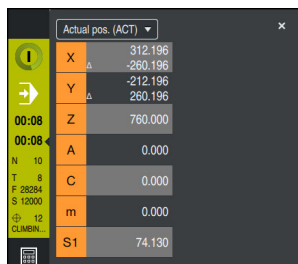 Actual pos. (ACT) ▼ ×
X 312.196
Δ -260.196
Y -212.196
Δ 260.196
00:08
Z 760.000
00:08
A 0.000
N 10
T 8
C 0.000
F 28284
S 12000
m 0.000
12
CLIMBIN...
S1 74.130